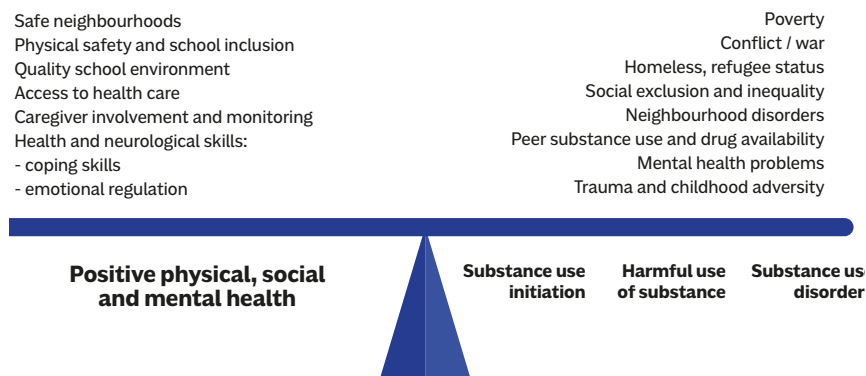 Safe neighbourhoods
Physical safety and school inclusion
Quality school environment
Access to health care
Caregiver involvement and monitoring
Health and neurological skills:
- coping skills
- emotional regulation
Poverty
Conflict / war
Homeless, refugee status
Social exclusion and inequality
Neighbourhood disorders
Peer substance use and drug availability
Mental health problems
Trauma and childhood adversity
Positive physical, social
and mental health
Substance use
initiation
Harmful use
of substance
Substance use
disorder